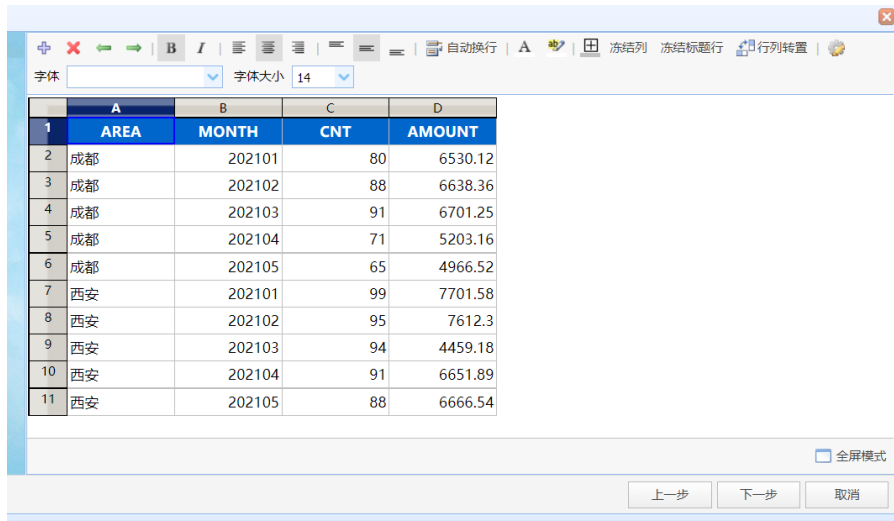 B I 自动换行 A ab 冻结列 冻结标题行 行列转置
字体 字体大小 14
A B C D
1 AREA MONTH CNT AMOUNT
2 成都 202101 80 6530.12
3 成都 202102 88 6638.36
4 成都 202103 91 6701.25
5 成都 202104 71 5203.16
6 成都 202105 65 4966.52
7 西安 202101 99 7701.58
8 西安 202102 95 7612.3
9 西安 202103 94 4459.18
10 西安 202104 91 6651.89
11 西安 202105 88 6666.54
全屏模式
上一步 下一步 取消